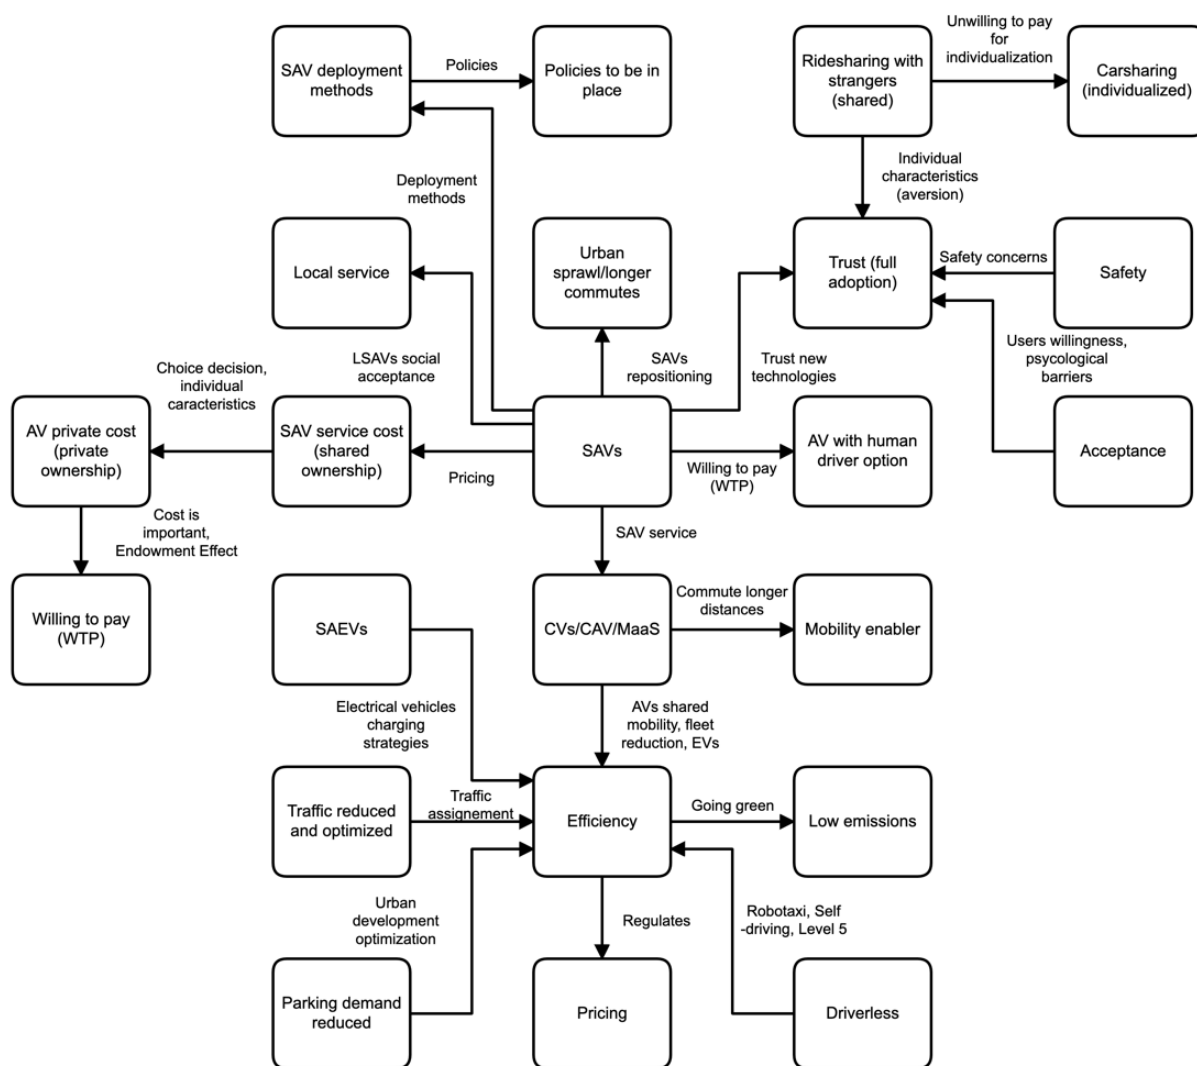 SAV deployment
methods
Policies
Policies to be in
place
Ridesharing with
strangers
(shared)
Unwilling to pay
for
individualization
Carsharing
(individualized)
Deployment
methods
Individual
characteristics
(aversion)
Local service
Urban
sprawl/longer
commutes
Trust (full
adoption)
Safety concerns
Safety
Choice decision,
individual
caracteristics
LSAVs social
acceptance
SAVs
repositioning
Trust new
technologies
Users willingness,
psycological
barriers
AV private cost
(private
ownership)
SAV service cost
(shared
ownership)
Pricing
SAVs
Willing to pay
(WTP)
AV with human
driver option
Acceptance
Cost is
important,
Endowment Effect
SAV service
Willing to pay
(WTP)
SAEVs
CVs/CAV/MaaS
Commute longer
distances
Mobility enabler
Electrical vehicles
charging
strategies
AVs shared
mobility, fleet
reduction, EVs
Traffic reduced
and optimized
Traffic
assignement
Efficiency
Going green
Low emissions
Urban
development
optimization
Regulates
Robotaxi, Self
-driving, Level 5
Parking demand
reduced
Pricing
Driverless